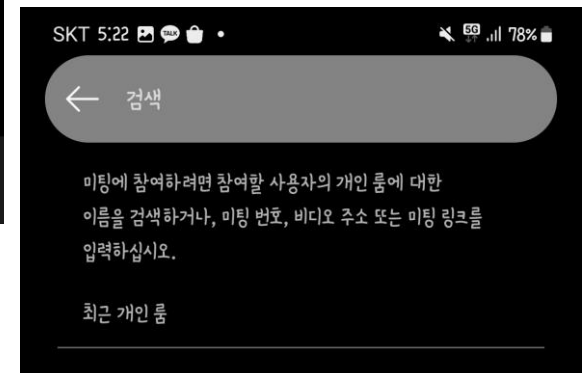 SKT 5:22 TALK 5G 78%
검색
미팅에 참여하려면 참여할 사용자의 개인 룸에 대한
이름을 검색하거나, 미팅 번호, 비디오 주소 또는 미팅 링크를
입력하십시오.
최근 개인 룸